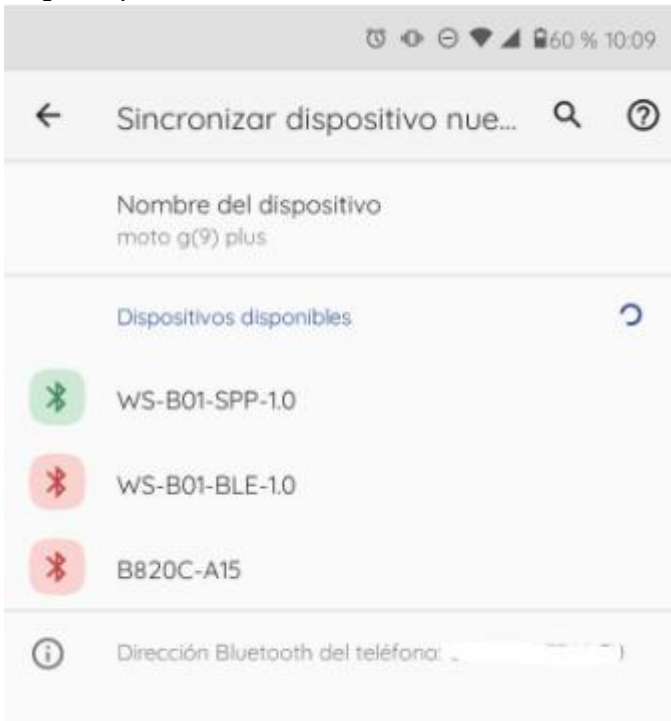 60 % 10:09
Sincronizar dispositivo nue...
Nombre del dispositivo
moto g(9) plus
Dispositivos disponibles
WS-B01-SPP-1.0
WS-B01-BLE-1.0
B820C-A15
Dirección Bluetooth del teléfono: